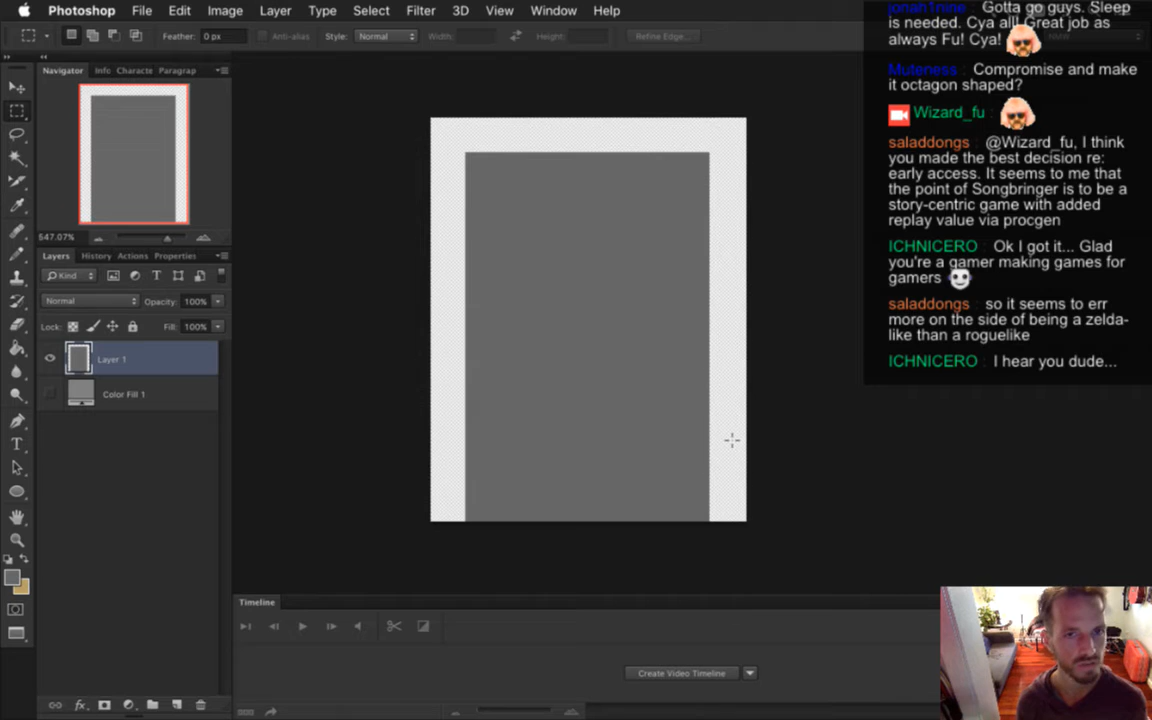 Photoshop File Edit Image Layer Type Select Filter 3D View Window Help
Feather: 0 px Anti-alias Style: Normal Width: Height: Refine Edge...
Navigator Info Characte Paragrap
547.07%
Layers History Actions Properties
Kind
Normal Opacity: 100%
Lock: Fill: 100%
Layer 1
Color Fill 1
Timeline
Create Video Timeline
jonah1nine : Gotta go guys. Sleep
is needed. Cya all! Great job as
always Fu! Cya!
Muteness : Compromise and make
it octagon shaped?
Wizard_fu :
saladdongs : @Wizard_fu, I think
you made the best decision re:
early access. It seems to me that
the point of Songbringer is to be a
story-centric game with added
replay value via procgen
ICHNICERO : Ok I got it... Glad
you're a gamer making games for
gamers
saladdongs : so it seems to err
more on the side of being a zelda-
like than a roguelike
ICHNICERO : I hear you dude...